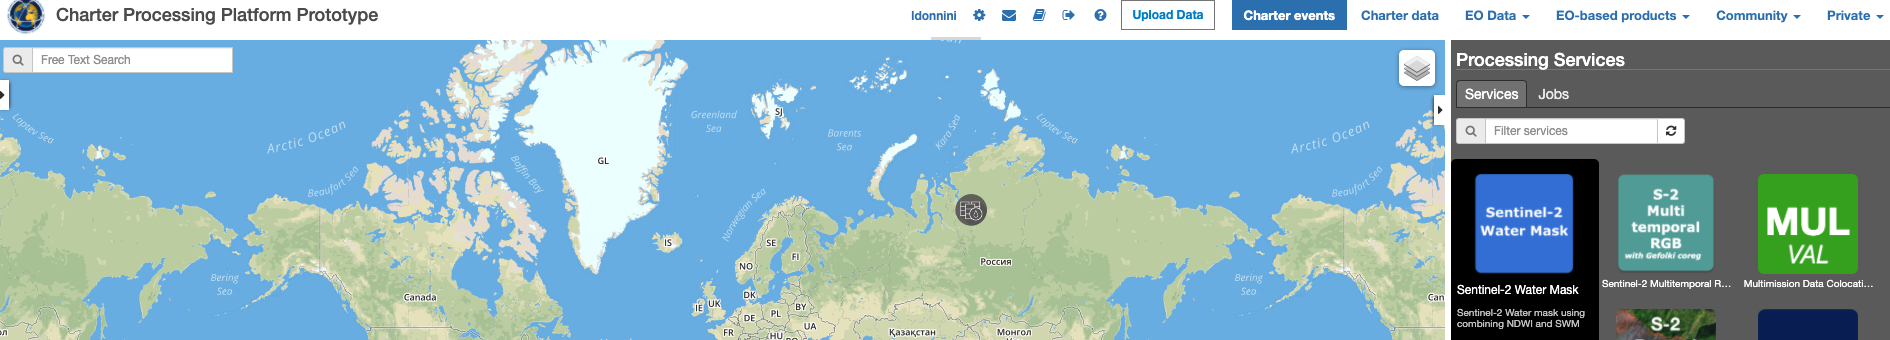 Charter Processing Platform Prototype
ldonnini
Upload Data
Charter events
Charter data
EO Data
EO-based products
Community
Private
Free Text Search
Processing Services
Services
Jobs
Filter services
Laptev Sea
Arctic Ocean
Beaufort Sea
Baffin Bay
GL
Greenland
Sea
SJ
Barents
Sea
Kara Sea
Laptev Sea
Arctic Ocean
Beaufort Sea
Norwegian Sea
IS
SE
NO
FI
Россия
Bering
Sea
Canada
Bering
Sea
Can
IE
UK
DK
PL
BY
DE
UA
FR
HU
Қазақстан
Монгол
Sentinel-2
Water Mask
Sentinel-2 Water Mask
Sentinel-2 Water mask using
combining NDWI and SWM
S-2
Multi
temporal
RGB
with Gefolki coreg
Sentinel-2 Multitemporal R...
MUL
VAL
Multimission Data Colocati...
S-2